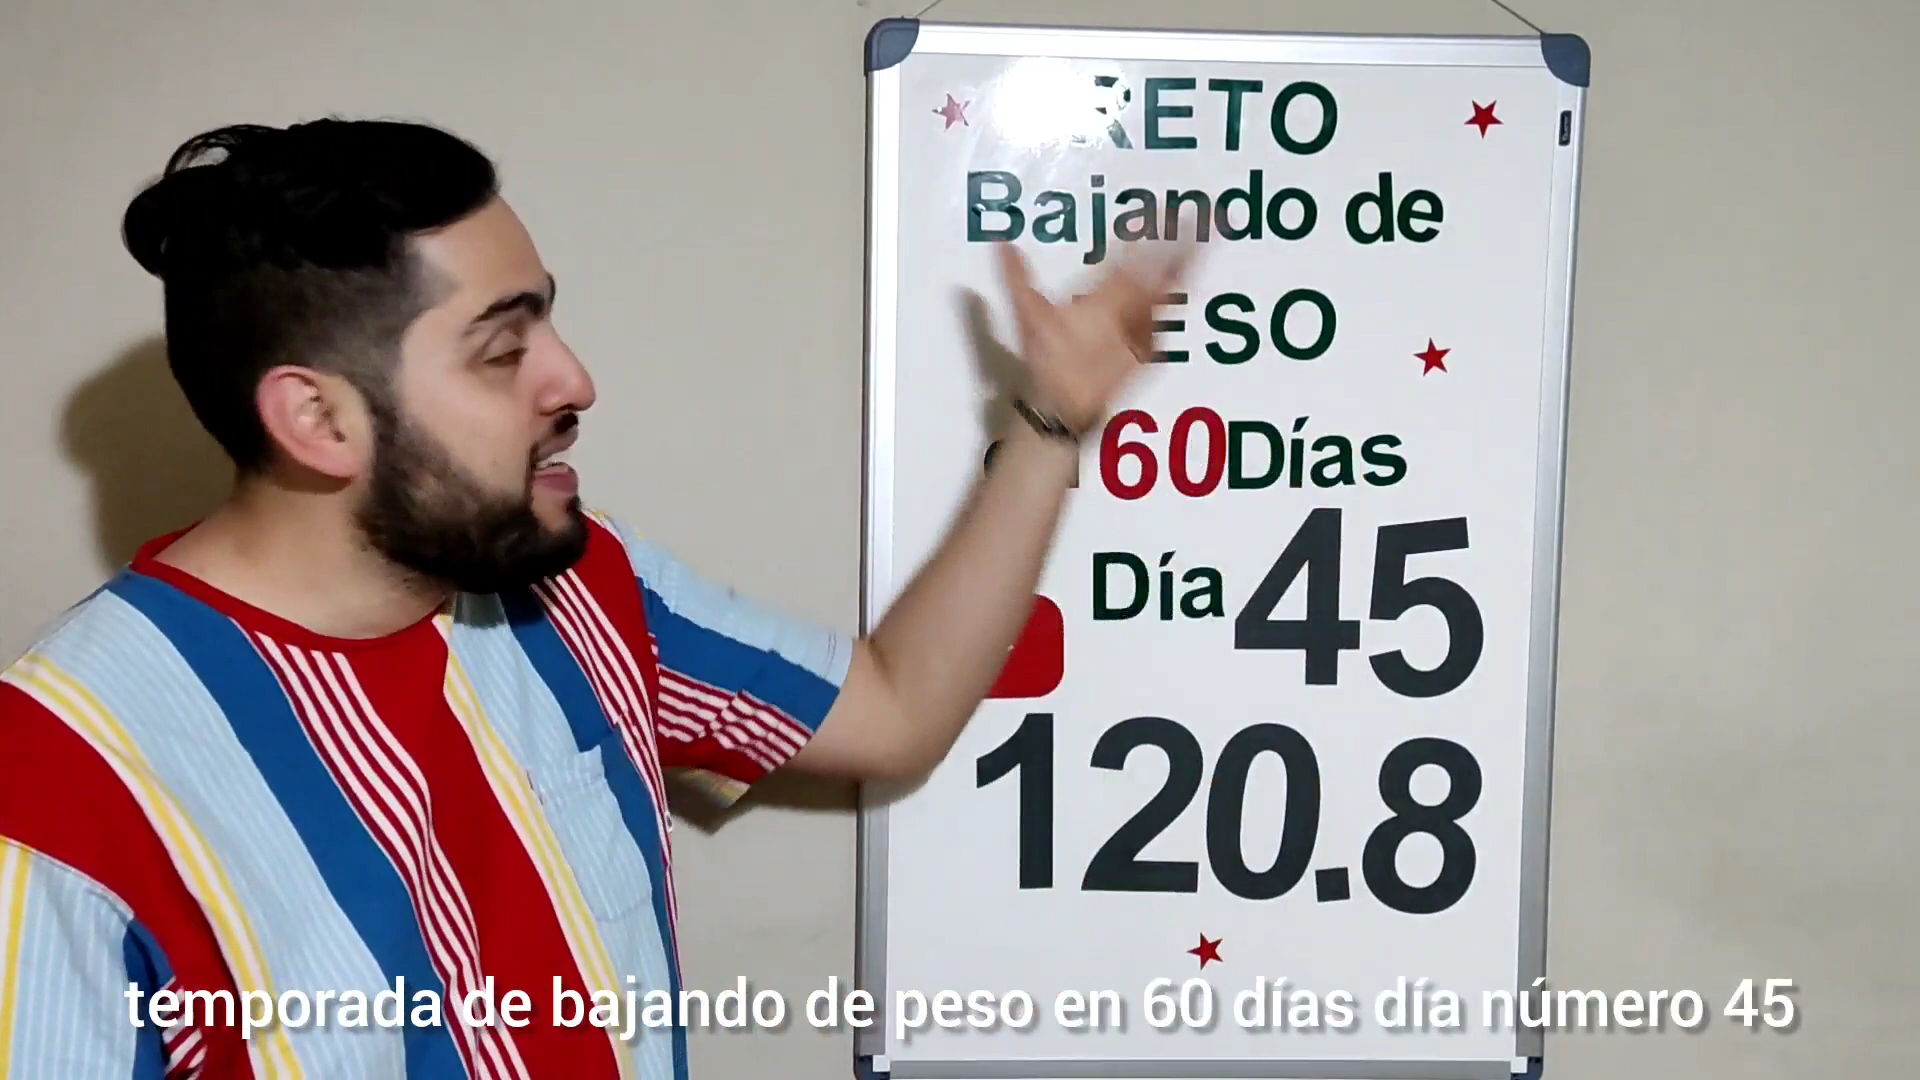 RETO
Bajando de
ESO
60Días
Día 45
120.8
temporada de bajando de peso en 60 días día número 45